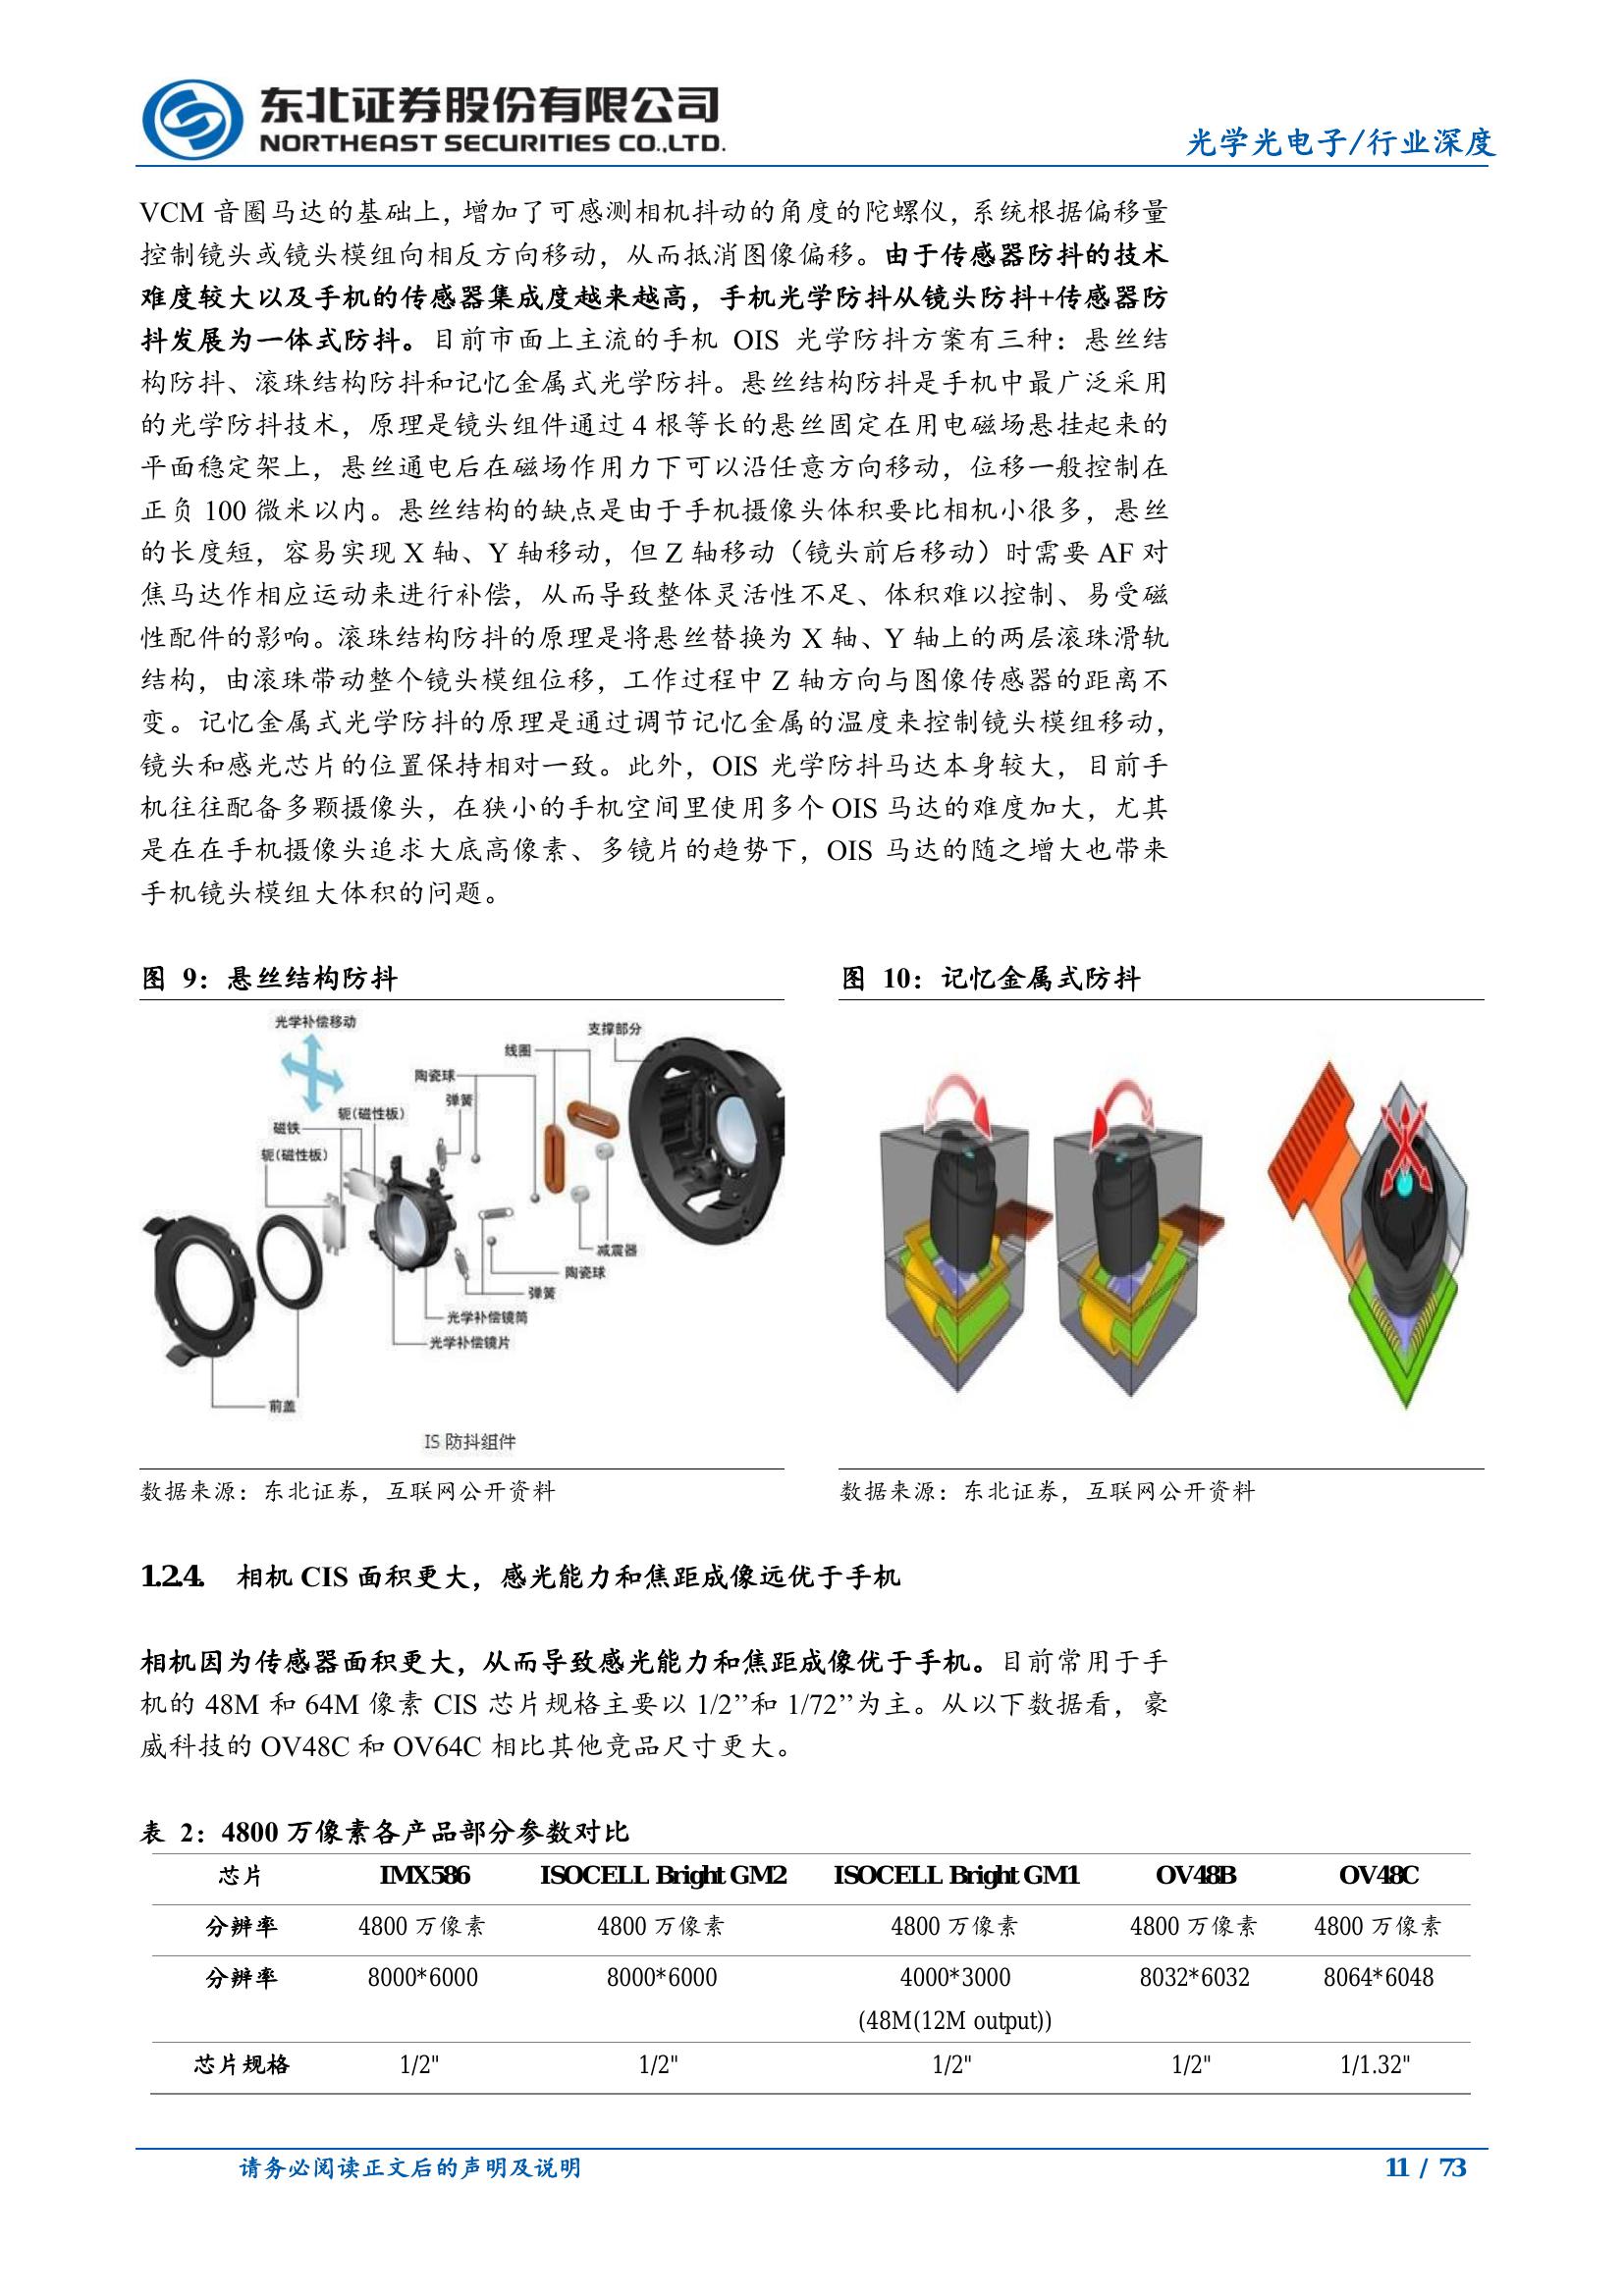 东北证券股份有限公司
NORTHEAST SECURITIES CO.,LTD.
光学光电子/行业深度
VCM 音圈马达的基础上，增加了可感测相机抖动的角度的陀螺仪，系统根据偏移量
控制镜头或镜头模组向相反方向移动，从而抵消图像偏移。由于传感器防抖的技术
难度较大以及手机的传感器集成度越来越高，手机光学防抖从镜头防抖+传感器防
抖发展为一体式防抖。目前市面上主流的手机 OIS 光学防抖方案有三种：悬丝结
构防抖、滚珠结构防抖和记忆金属式光学防抖。悬丝结构防抖是手机中最广泛采用
的光学防抖技术，原理是镜头组件通过 4 根等长的悬丝固定在用电磁场悬挂起来的
平面稳定架上，悬丝通电后在磁场作用力下可以沿任意方向移动，位移一般控制在
正负 100 微米以内。悬丝结构的缺点是由于手机摄像头体积要比相机小很多，悬丝
的长度短，容易实现 X 轴、Y 轴移动，但 Z 轴移动（镜头前后移动）时需要 AF 对
焦马达作相应运动来进行补偿，从而导致整体灵活性不足、体积难以控制、易受磁
性配件的影响。滚珠结构防抖的原理是将悬丝替换为 X 轴、Y 轴上的两层滚珠滑轨
结构，由滚珠带动整个镜头模组位移，工作过程中 Z 轴方向与图像传感器的距离不
变。记忆金属式光学防抖的原理是通过调节记忆金属的温度来控制镜头模组移动，
镜头和感光芯片的位置保持相对一致。此外，OIS 光学防抖马达本身较大，目前手
机往往配备多颗摄像头，在狭小的手机空间里使用多个 OIS 马达的难度加大，尤其
是在在手机摄像头追求大底高像素、多镜片的趋势下，OIS 马达的随之增大也带来
手机镜头模组大体积的问题。
图 9：悬丝结构防抖
光学补偿移动
支撑部分
线圈
陶瓷球
弹簧
轭(磁性板)
磁铁
轭(磁性板)
减震器
陶瓷球
弹簧
光学补偿镜筒
光学补偿镜片
前盖
IS 防抖组件
数据来源：东北证券，互联网公开资料
图 10：记忆金属式防抖
数据来源：东北证券，互联网公开资料
1.2.4. 相机 CIS 面积更大，感光能力和焦距成像远优于手机
相机因为传感器面积更大，从而导致感光能力和焦距成像优于手机。目前常用于手
机的 48M 和 64M 像素 CIS 芯片规格主要以 1/2’’和 1/72’’为主。从以下数据看，豪
威科技的 OV48C 和 OV64C 相比其他竞品尺寸更大。
表 2：4800 万像素各产品部分参数对比
芯片 IMX586 ISOCELL Bright GM2 ISOCELL Bright GM1 OV48B OV48C
分辨率 4800 万像素 4800 万像素 4800 万像素 4800 万像素 4800 万像素
分辨率 8000*6000 8000*6000 4000*3000 8032*6032 8064*6048
(48M(12M output))
芯片规格 1/2" 1/2" 1/2" 1/2" 1/1.32"
请务必阅读正文后的声明及说明
11 / 73